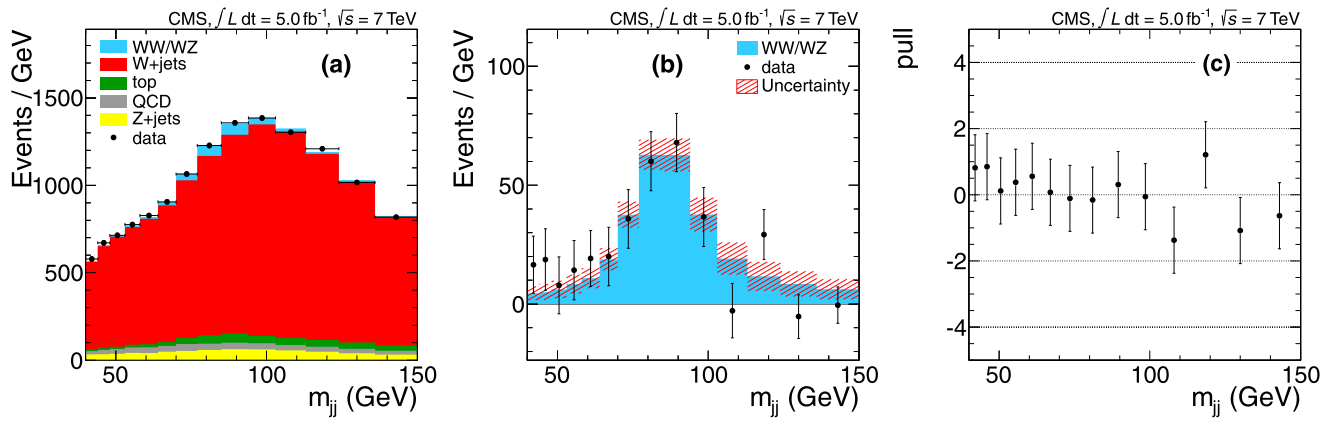 CMS, ∫ L dt = 5.0 fb⁻¹, √s = 7 TeV
Events / GeV
1500
1000
500
0
WW/WZ
W+jets
top
QCD
Z+jets
data
(a)
50 100 150
m_jj (GeV)
CMS, ∫ L dt = 5.0 fb⁻¹, √s = 7 TeV
Events / GeV
100
50
0
(b)
WW/WZ
data
Uncertainty
50 100 150
m_jj (GeV)
CMS, ∫ L dt = 5.0 fb⁻¹, √s = 7 TeV
pull
4
2
0
-2
-4
(c)
50 100 150
m_jj (GeV)